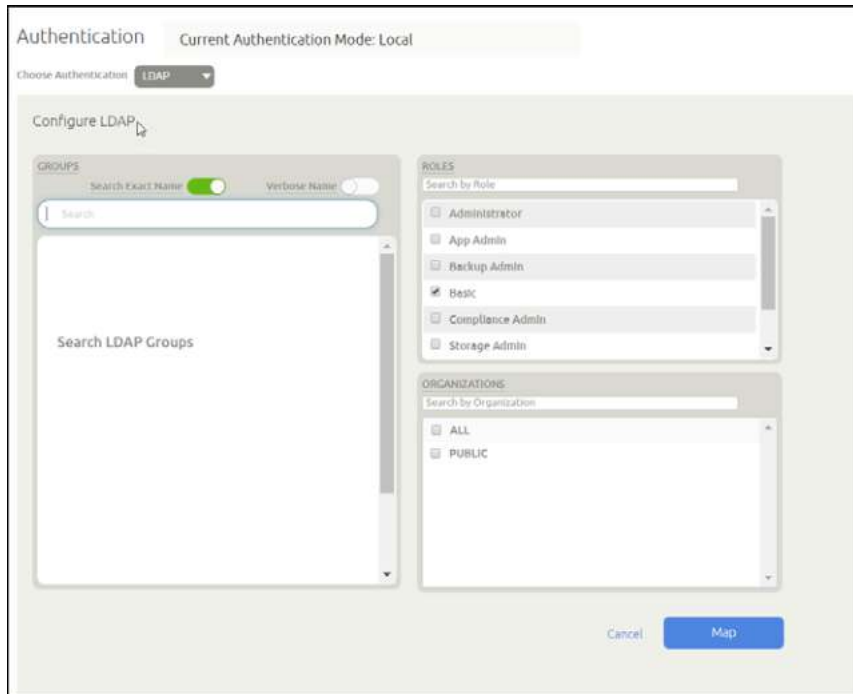 Authentication
Current Authentication Mode: Local
Choose Authentication LDAP
Configure LDAP
GROUPS
Search Exact Name Verbose Name
Search
Search LDAP Groups
ROLES
Search by Role
Administrator
App Admin
Backup Admin
Basic
Compliance Admin
Storage Admin
ORGANIZATIONS
Search by Organization
ALL
PUBLIC
Cancel Map